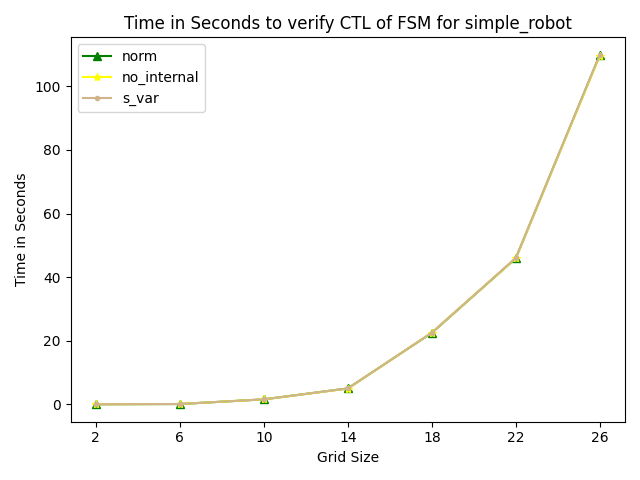 Time in Seconds to verify CTL of FSM for simple_robot
norm
no_internal
s_var
Time in Seconds
100
80
60
40
20
0
2 6 10 14 18 22 26
Grid Size